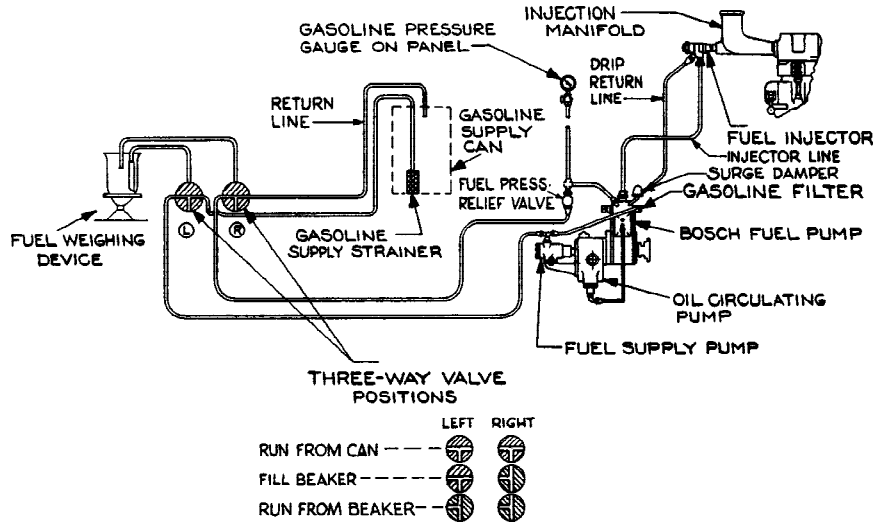 INJECTION
MANIFOLD
GASOLINE PRESSURE
GAUGE ON PANEL
DRIP
RETURN
LINE
RETURN
LINE
GASOLINE
SUPPLY
CAN
FUEL INJECTOR
INJECTOR LINE
SURGE DAMPER
GASOLINE FILTER
FUEL PRESS.
RELIEF VALVE
BOSCH FUEL PUMP
FUEL WEIGHING
DEVICE
L
R
GASOLINE
SUPPLY STRAINER
OIL CIRCULATING
PUMP
FUEL SUPPLY PUMP
THREE-WAY VALVE
POSITIONS
LEFT RIGHT
RUN FROM CAN
FILL BEAKER
RUN FROM BEAKER